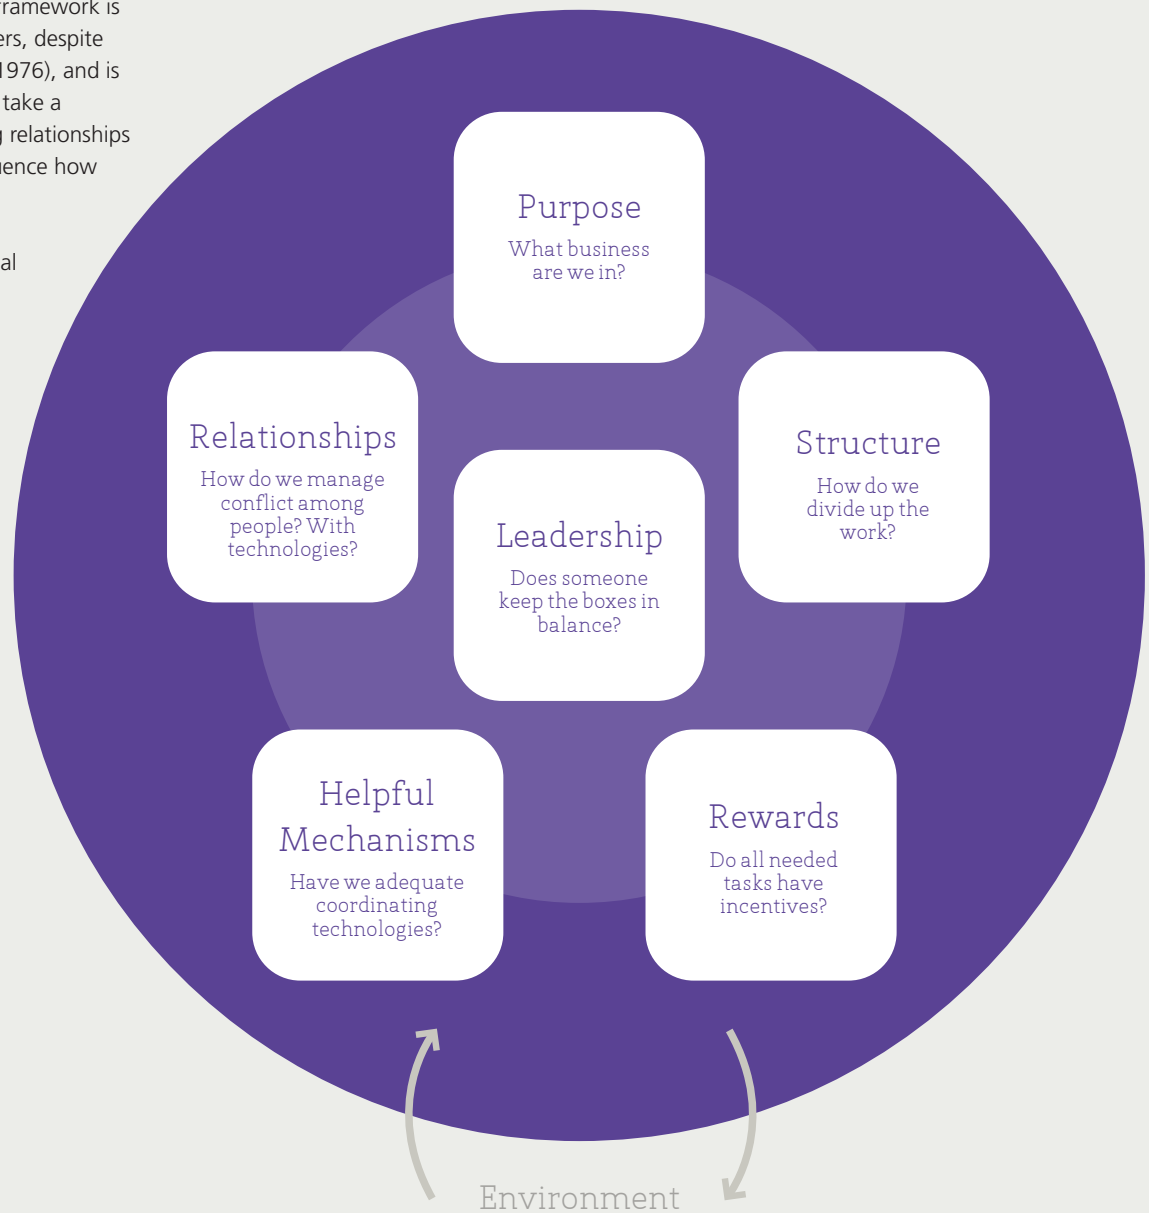 framework is
ers, despite
1976), and is
take a
g relationships
uence how
al
Purpose
What business
are we in?
Relationships
How do we manage
conflict among
people? With
technologies?
Structure
How do we
divide up the
work?
Leadership
Does someone
keep the boxes in
balance?
Helpful
Mechanisms
Have we adequate
coordinating
technologies?
Rewards
Do all needed
tasks have
incentives?
Environment